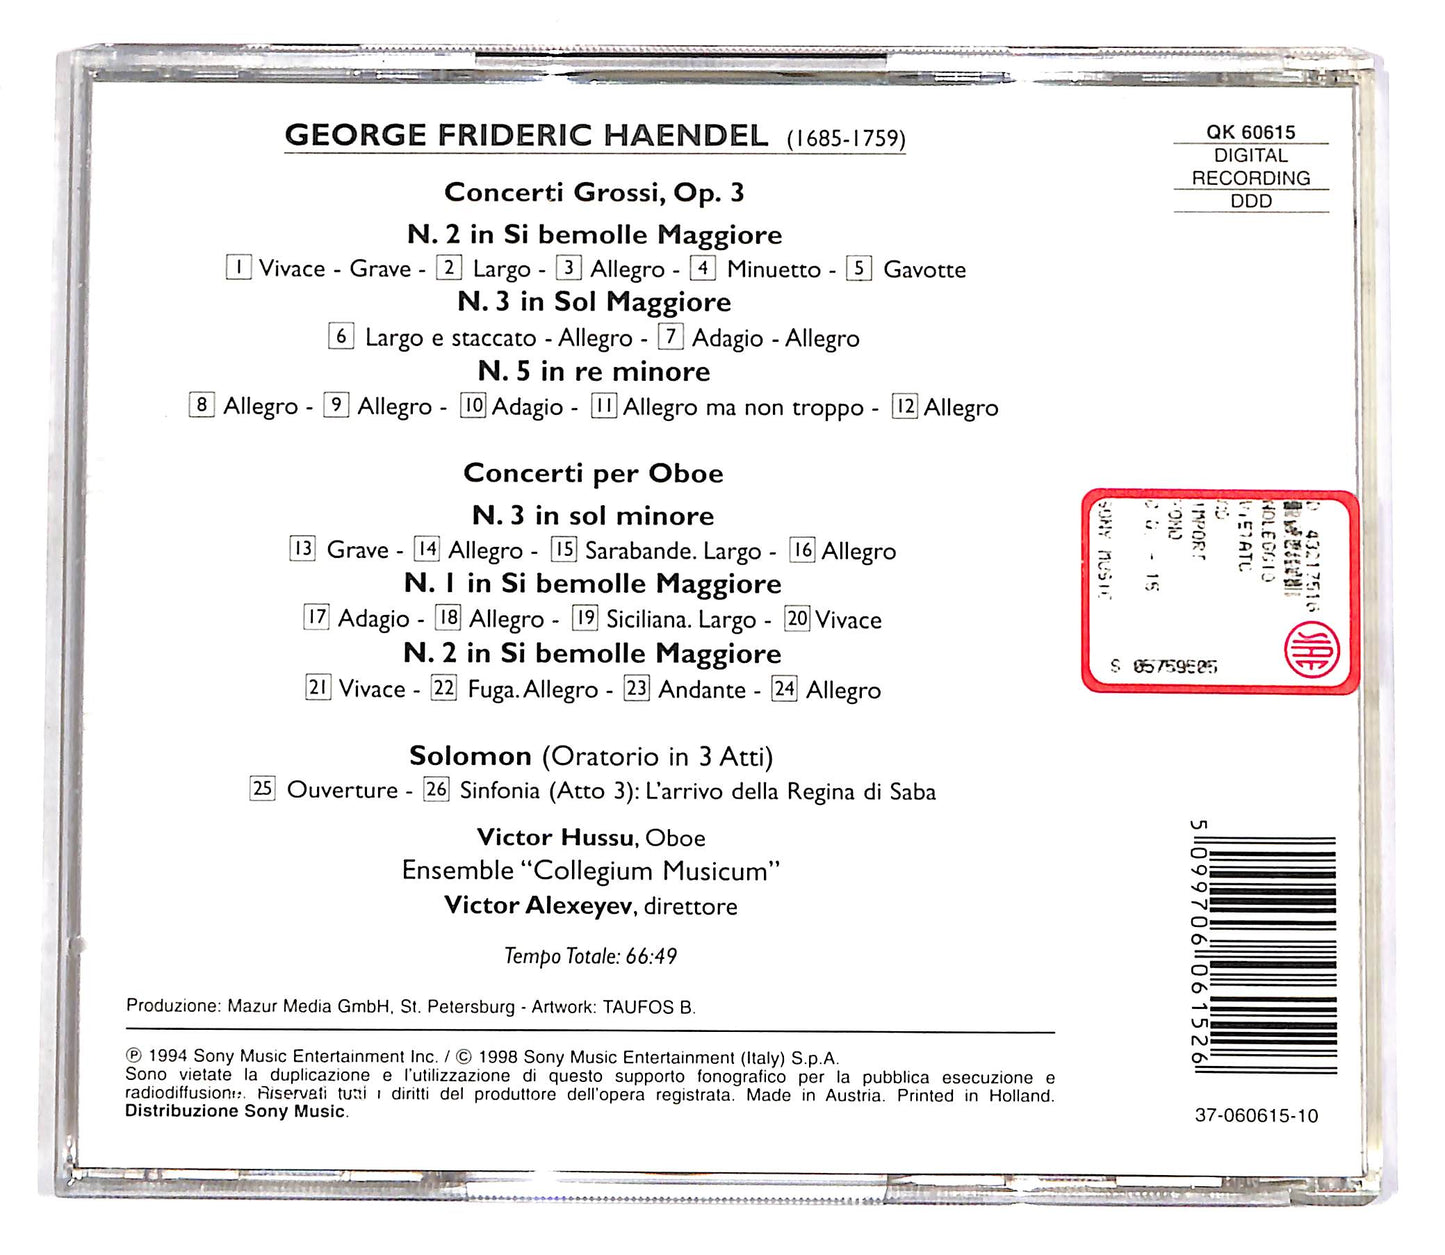 GEORGE FRIDERIC HAENDEL (1685-1759)
Concerti Grossi, Op. 3
N. 2 in Si bemolle Maggiore
1 Vivace - Grave - 2 Largo - 3 Allegro - 4 Minuetto - 5 Gavotte
N. 3 in Sol Maggiore
6 Largo e staccato - Allegro - 7 Adagio - Allegro
N. 5 in re minore
8 Allegro - 9 Allegro - 10 Adagio - 11 Allegro ma non troppo - 12 Allegro
Concerti per Oboe
N. 3 in sol minore
13 Grave - 14 Allegro - 15 Sarabande. Largo - 16 Allegro
N. 1 in Si bemolle Maggiore
17 Adagio - 18 Allegro - 19 Siciliana. Largo - 20 Vivace
N. 2 in Si bemolle Maggiore
21 Vivace - 22 Fuga. Allegro - 23 Andante - 24 Allegro
Solomon (Oratorio in 3 Atti)
25 Ouverture - 26 Sinfonia (Atto 3): L'arrivo della Regina di Saba
Victor Hussu, Oboe
Ensemble “Collegium Musicum”
Victor Alexeyev, direttore
Tempo Totale: 66:49
Produzione: Mazur Media GmbH, St. Petersburg - Artwork: TAUFOS B.
℗ 1994 Sony Music Entertainment Inc. / © 1998 Sony Music Entertainment (Italy) S.p.A.
Sono vietate la duplicazione e l'utilizzazione di questo supporto fonografico per la pubblica esecuzione e
radiodiffusione. Riservati tutti i diritti del produttore dell'opera registrata. Made in Austria. Printed in Holland.
Distribuzione Sony Music.
QK 60615
DIGITAL
RECORDING
DDD
SONY MUSIC
SIAE
5 099706 061526
37-060615-10